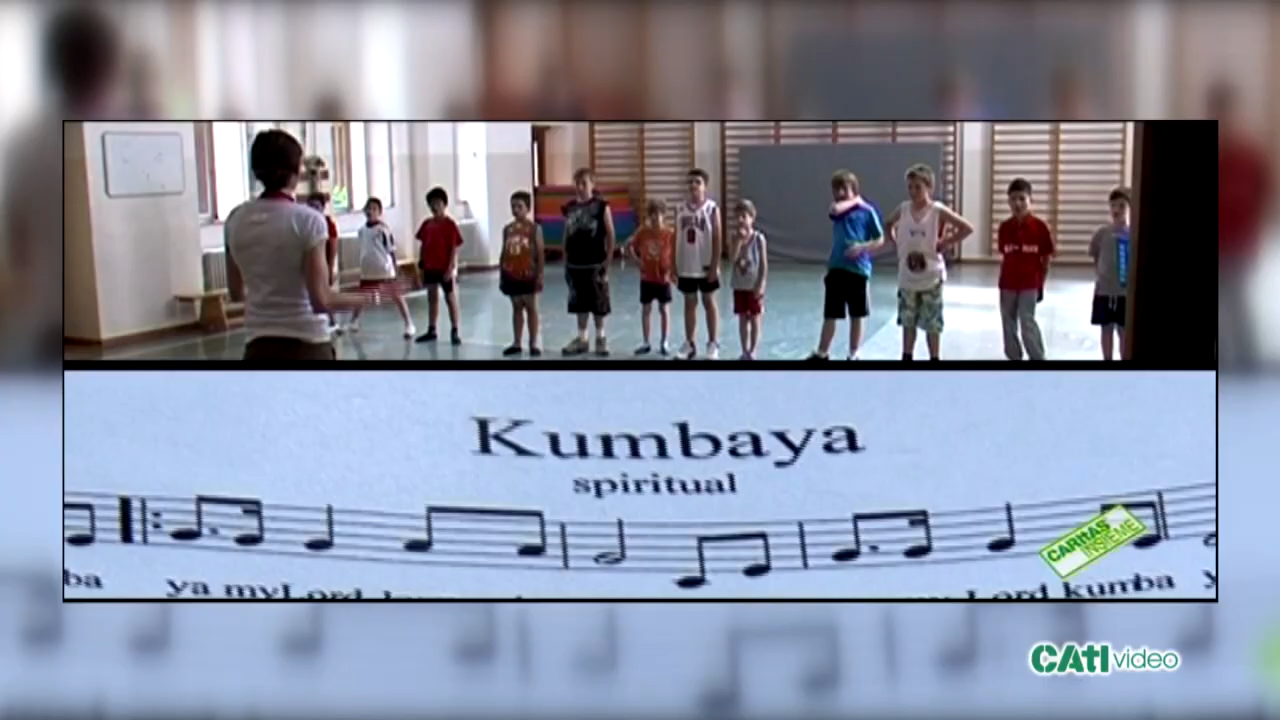 Kumbaya
spiritual
CARITAS
INSIEME
ba ya my Lord Lord kumba
CATI video